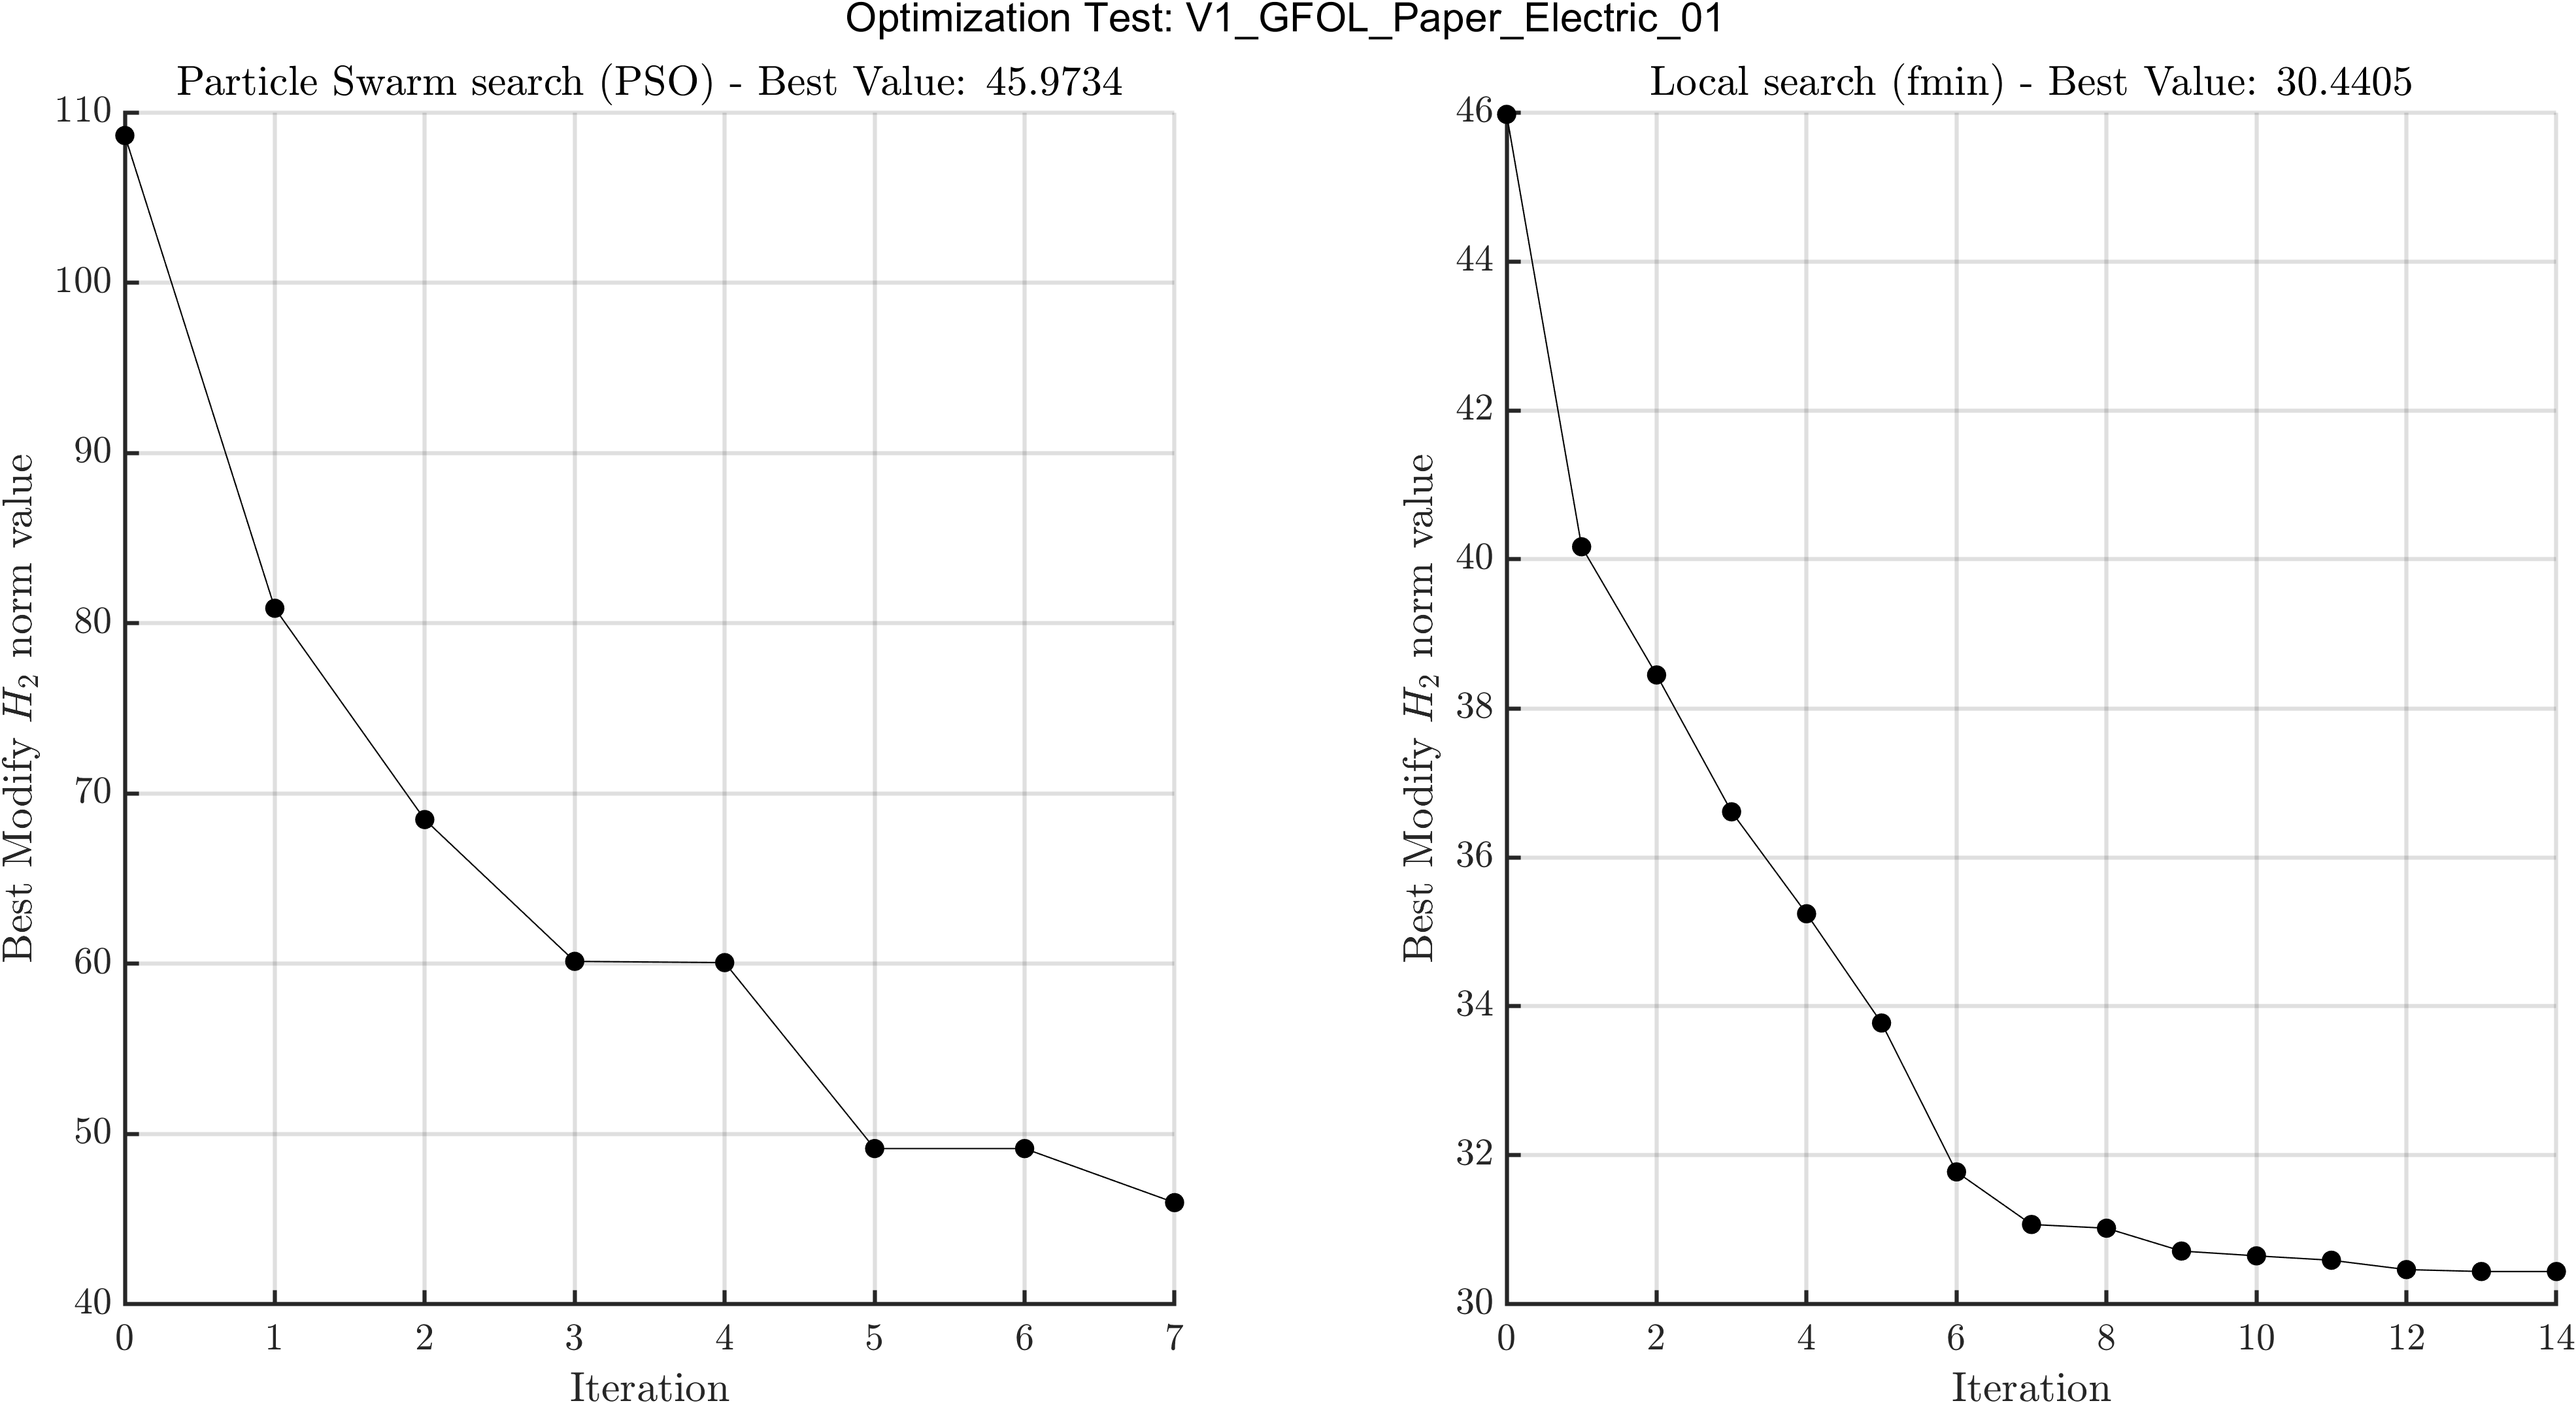 Optimization Test: V1_GFOL_Paper_Electric_01
Particle Swarm search (PSO) - Best Value: 45.9734
110
100
90
80
70
60
50
40
0 1 2 3 4 5 6 7
Iteration
Best Modify H₂ norm value
Local search (fmin) - Best Value: 30.4405
46
44
42
40
38
36
34
32
30
0 2 4 6 8 10 12 14
Iteration
Best Modify H₂ norm value